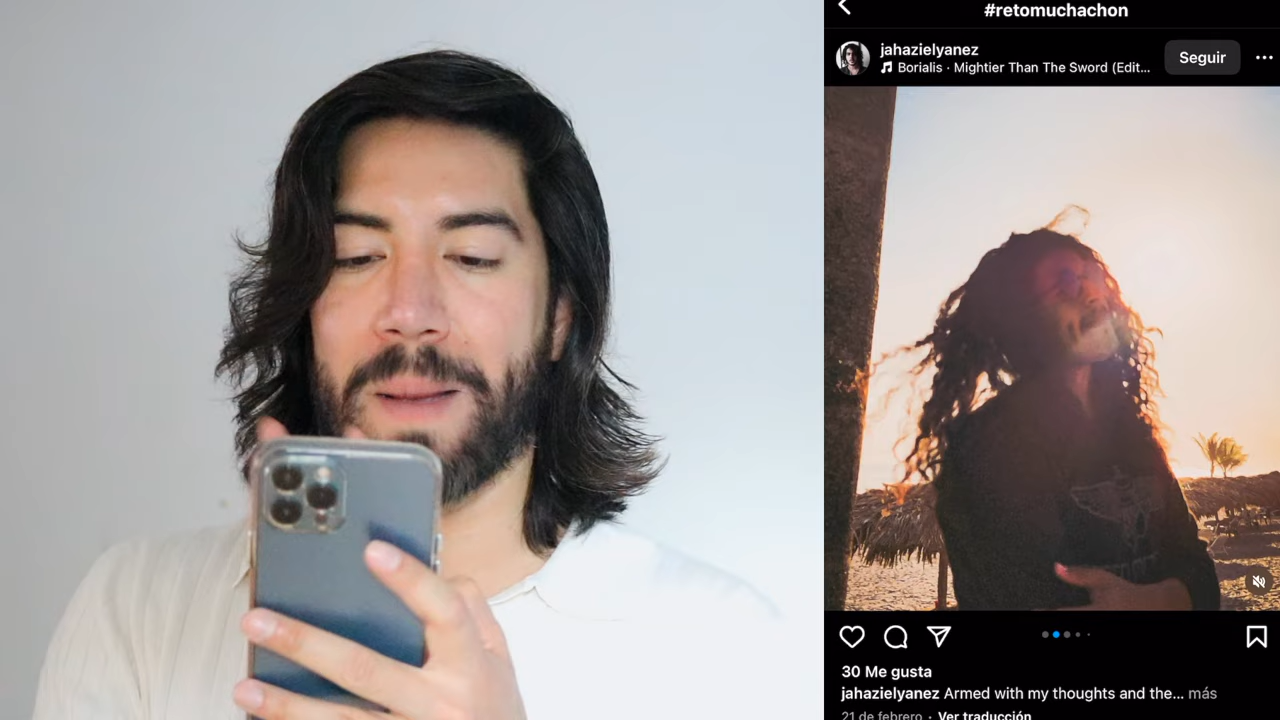 #retomuchachon
jahazielyanez
Borialis · Mightier Than The Sword (Edit...
Seguir
30 Me gusta
jahazielyanez Armed with my thoughts and the... más
21 de febrero · Ver traducción